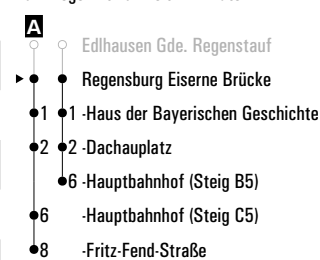 A
Edlhausen Gde. Regenstauf
Regensburg Eiserne Brücke
1 1 -Haus der Bayerischen Geschichte
2 2 -Dachauplatz
6 -Hauptbahnhof (Steig B5)
6 -Hauptbahnhof (Steig C5)
8 -Fritz-Fend-Straße